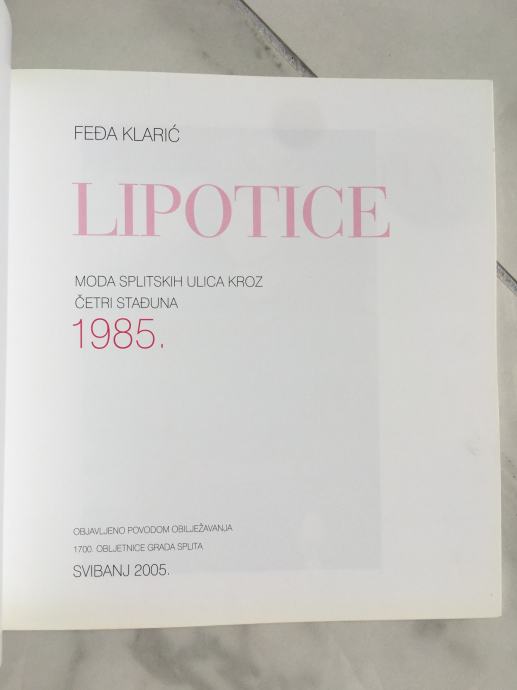 FEĐA KLARIĆ
LIPOTICE
MODA SPLITSKIH ULICA KROZ
ČETRI STAĐUNA
1985.
OBJAVLJENO POVODOM OBILJEŽAVANJA
1700. OBLJETNICE GRADA SPLITA
SVIBANJ 2005.